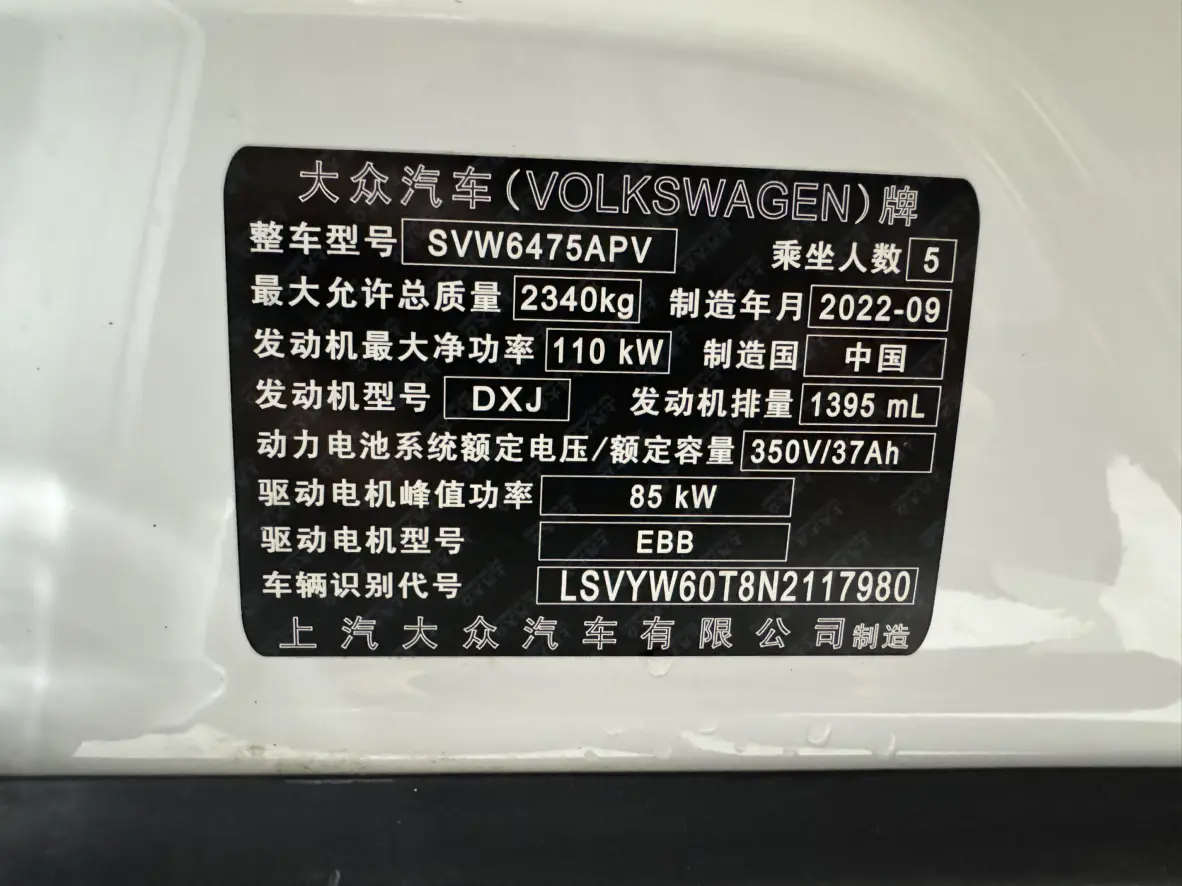 大众汽车(VOLKSWAGEN)牌
整车型号 SVW6475APV 乘坐人数 5
最大允许总质量 2340kg 制造年月 2022-09
发动机最大净功率 110 kW 制造国 中国
发动机型号 DXJ 发动机排量 1395 mL
动力电池系统额定电压/额定容量 350V/37Ah
驱动电机峰值功率 85 kW
驱动电机型号 EBB
车辆识别代号 LSVYW60T8N2117980
上汽大众汽车有限公司制造